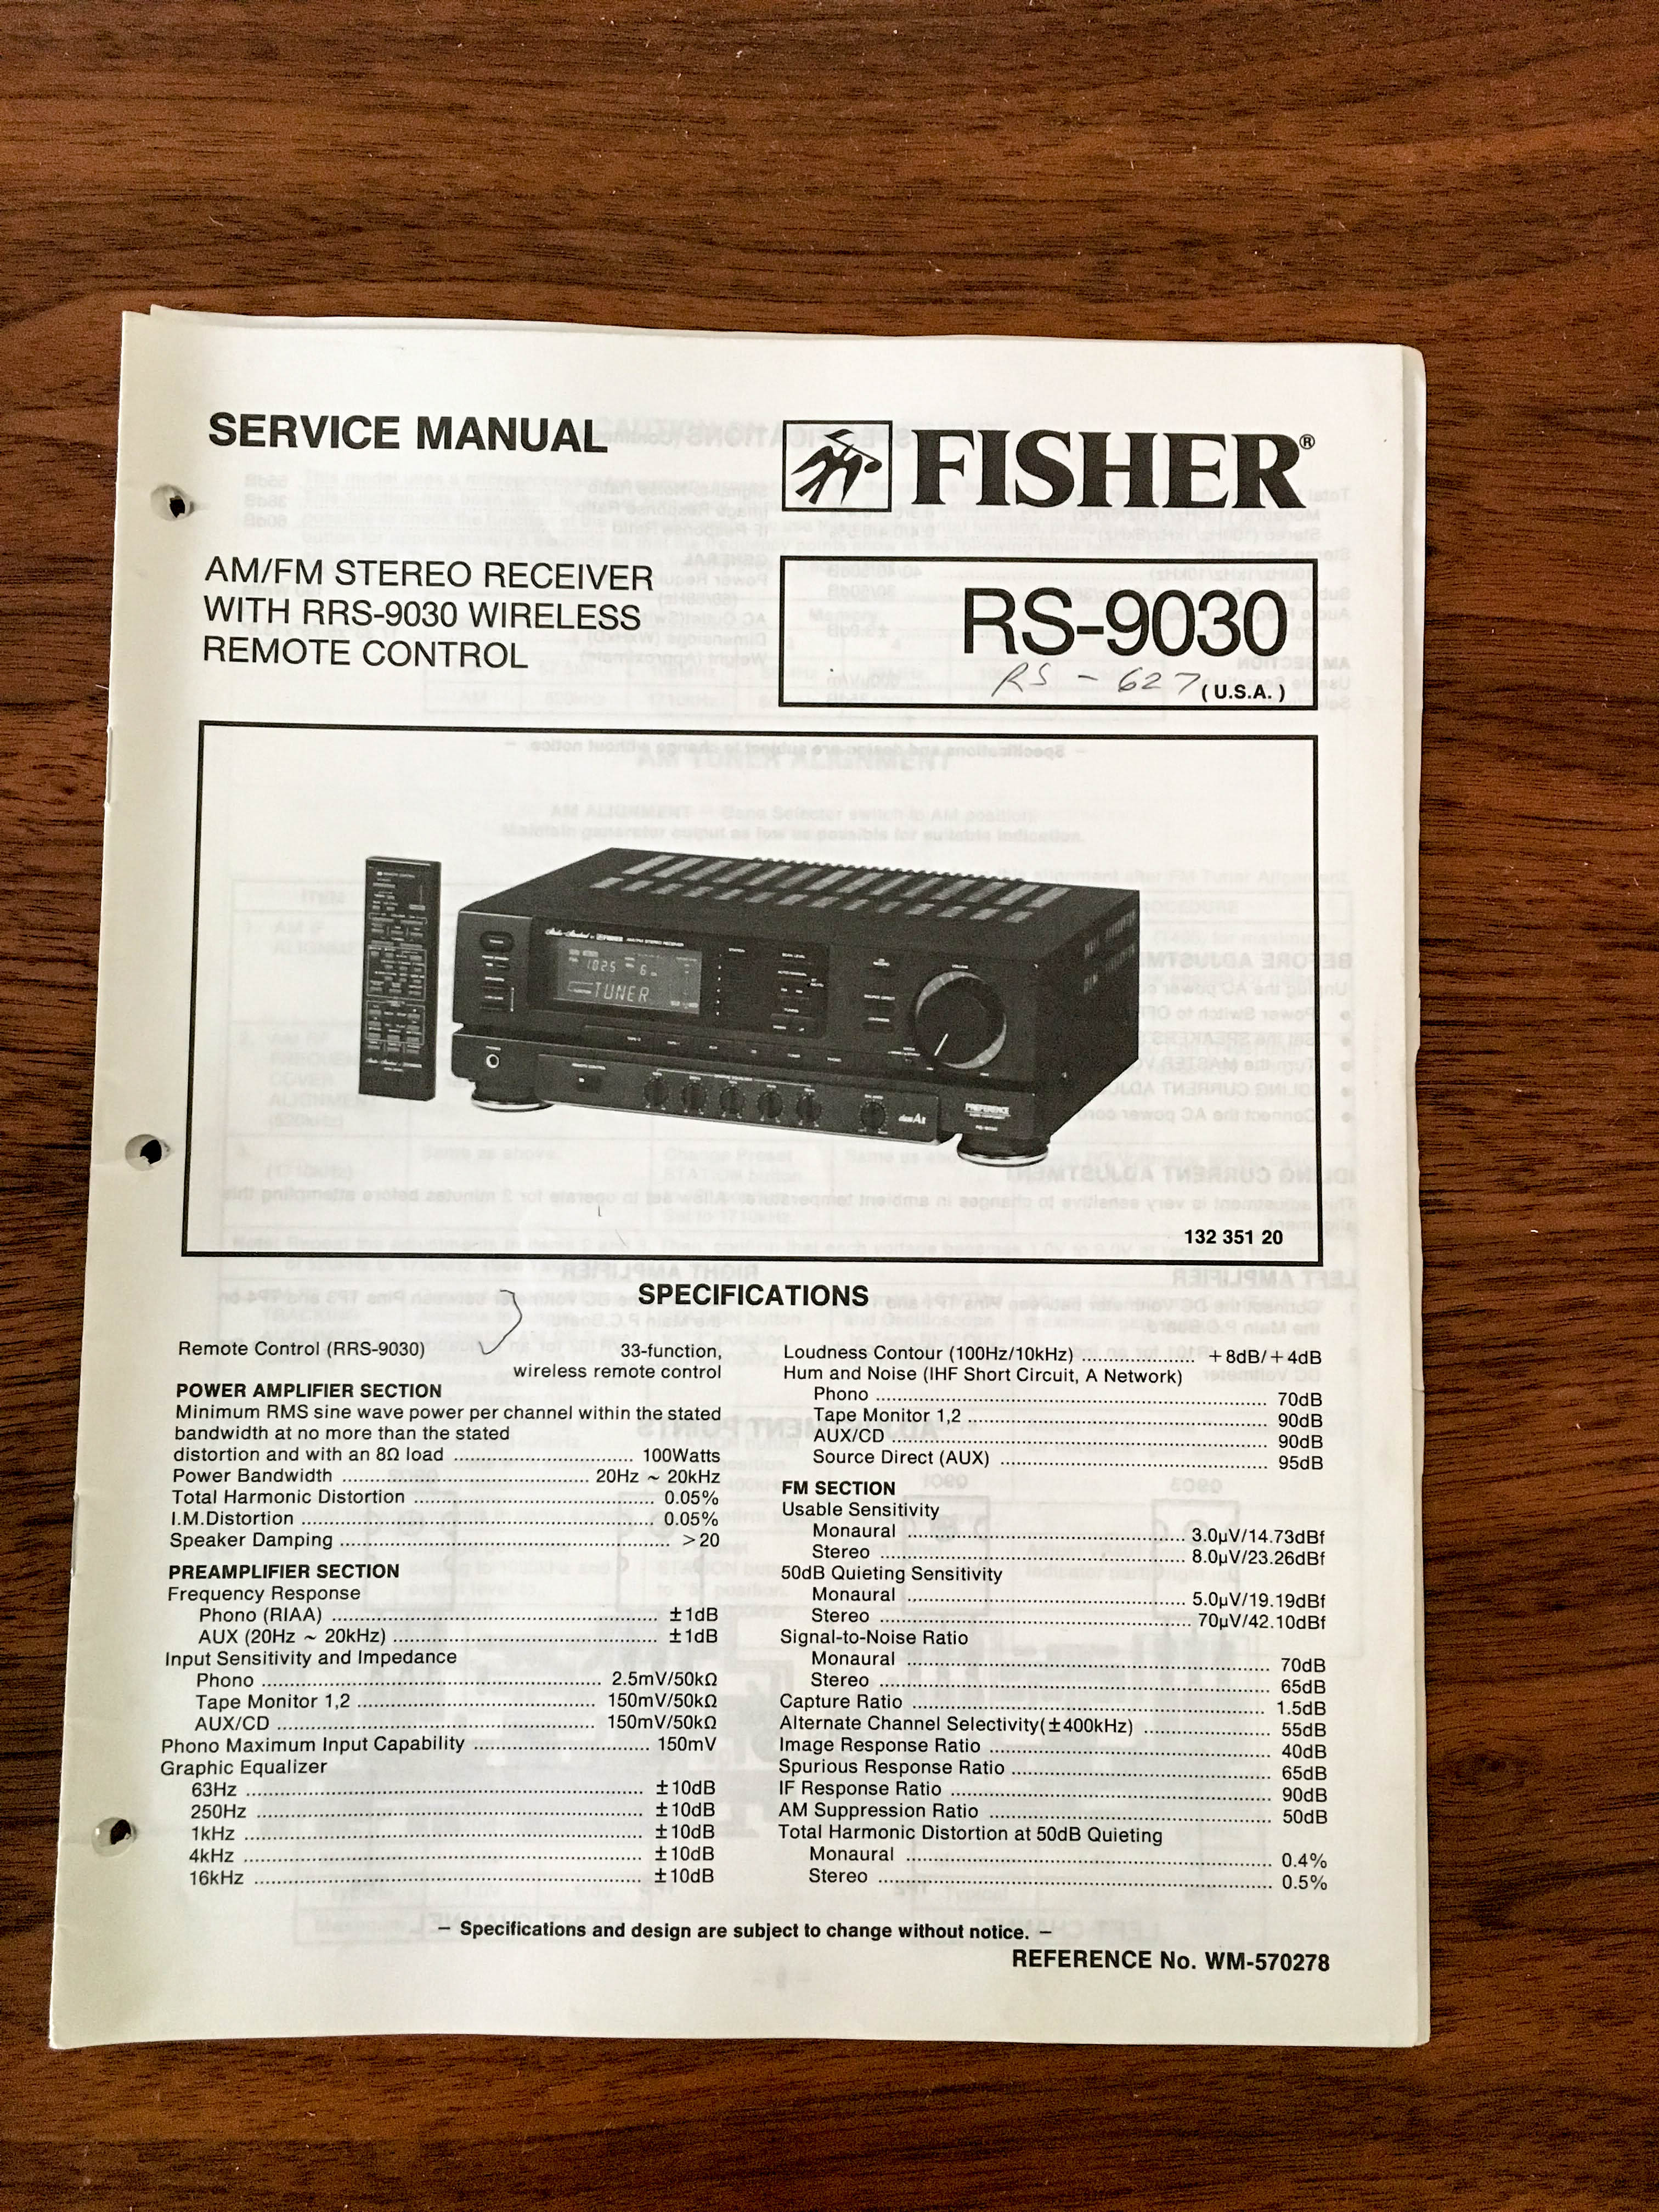 SERVICE MANUAL
FISHER®
AM/FM STEREO RECEIVER
WITH RRS-9030 WIRELESS
REMOTE CONTROL
RS-9030
RS - 627
(U.S.A.)
1025 6
TUNER
132 351 20
SPECIFICATIONS
Remote Control (RRS-9030) 33-function,
wireless remote control
POWER AMPLIFIER SECTION
Minimum RMS sine wave power per channel within the stated
bandwidth at no more than the stated
distortion and with an 8Ω load ........ 100Watts
Power Bandwidth ........ 20Hz ~ 20kHz
Total Harmonic Distortion ........ 0.05%
I.M.Distortion ........ 0.05%
Speaker Damping ........ >20
PREAMPLIFIER SECTION
Frequency Response
Phono (RIAA) ........ ±1dB
AUX (20Hz ~ 20kHz) ........ ±1dB
Input Sensitivity and Impedance
Phono ........ 2.5mV/50kΩ
Tape Monitor 1,2 ........ 150mV/50kΩ
AUX/CD ........ 150mV/50kΩ
Phono Maximum Input Capability ........ 150mV
Graphic Equalizer
63Hz ........ ±10dB
250Hz ........ ±10dB
1kHz ........ ±10dB
4kHz ........ ±10dB
16kHz ........ ±10dB
Loudness Contour (100Hz/10kHz) ........ +8dB/+4dB
Hum and Noise (IHF Short Circuit, A Network)
Phono ........ 70dB
Tape Monitor 1,2 ........ 90dB
AUX/CD ........ 90dB
Source Direct (AUX) ........ 95dB
FM SECTION
Usable Sensitivity
Monaural ........ 3.0µV/14.73dBf
Stereo ........ 8.0µV/23.26dBf
50dB Quieting Sensitivity
Monaural ........ 5.0µV/19.19dBf
Stereo ........ 70µV/42.10dBf
Signal-to-Noise Ratio
Monaural ........ 70dB
Stereo ........ 65dB
Capture Ratio ........ 1.5dB
Alternate Channel Selectivity(±400kHz) ........ 55dB
Image Response Ratio ........ 40dB
Spurious Response Ratio ........ 65dB
IF Response Ratio ........ 90dB
AM Suppression Ratio ........ 50dB
Total Harmonic Distortion at 50dB Quieting
Monaural ........ 0.4%
Stereo ........ 0.5%
– Specifications and design are subject to change without notice. –
REFERENCE No. WM-570278